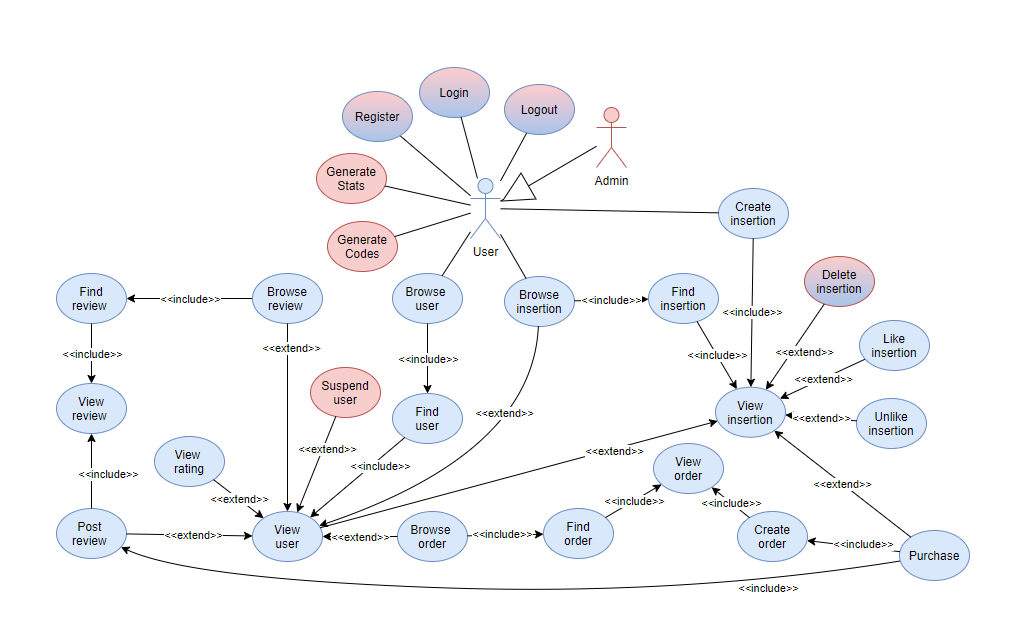 Login
Register
Logout
Generate
Stats
Admin
Create
insertion
Generate
Codes
User
Delete
insertion
Find
review
<<include>>
Browse
review
Browse
user
Browse
insertion
<<include>>
Find
insertion
<<include>>
Like
insertion
<<include>>
<<extend>>
<<include>>
<<include>>
<<extend>>
<<extend>>
View
review
Suspend
user
Find
user
<<extend>>
View
insertion
<<extend>>
Unlike
insertion
View
rating
<<extend>>
<<include>>
<<extend>>
View
order
<<include>>
<<extend>>
<<extend>>
<<include>>
<<include>>
Post
review
<<extend>>
View
user
<<extend>>
Browse
order
<<include>>
Find
order
Create
order
<<include>>
Purchase
<<include>>